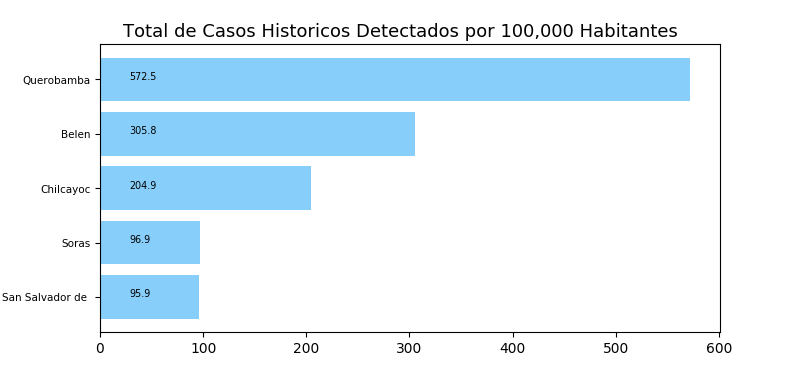 Total de Casos Historicos Detectados por 100,000 Habitantes
Querobamba 572.5
Belen 305.8
Chilcayoc 204.9
Soras 96.9
San Salvador de 95.9
0 100 200 300 400 500 600